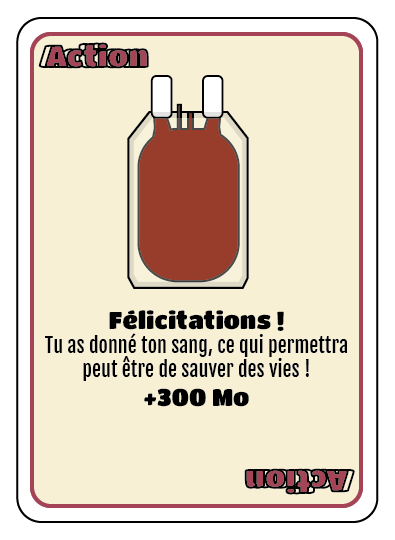 Action
Félicitations !
Tu as donné ton sang, ce qui permettra
peut être de sauver des vies !
+300 Mo
Action